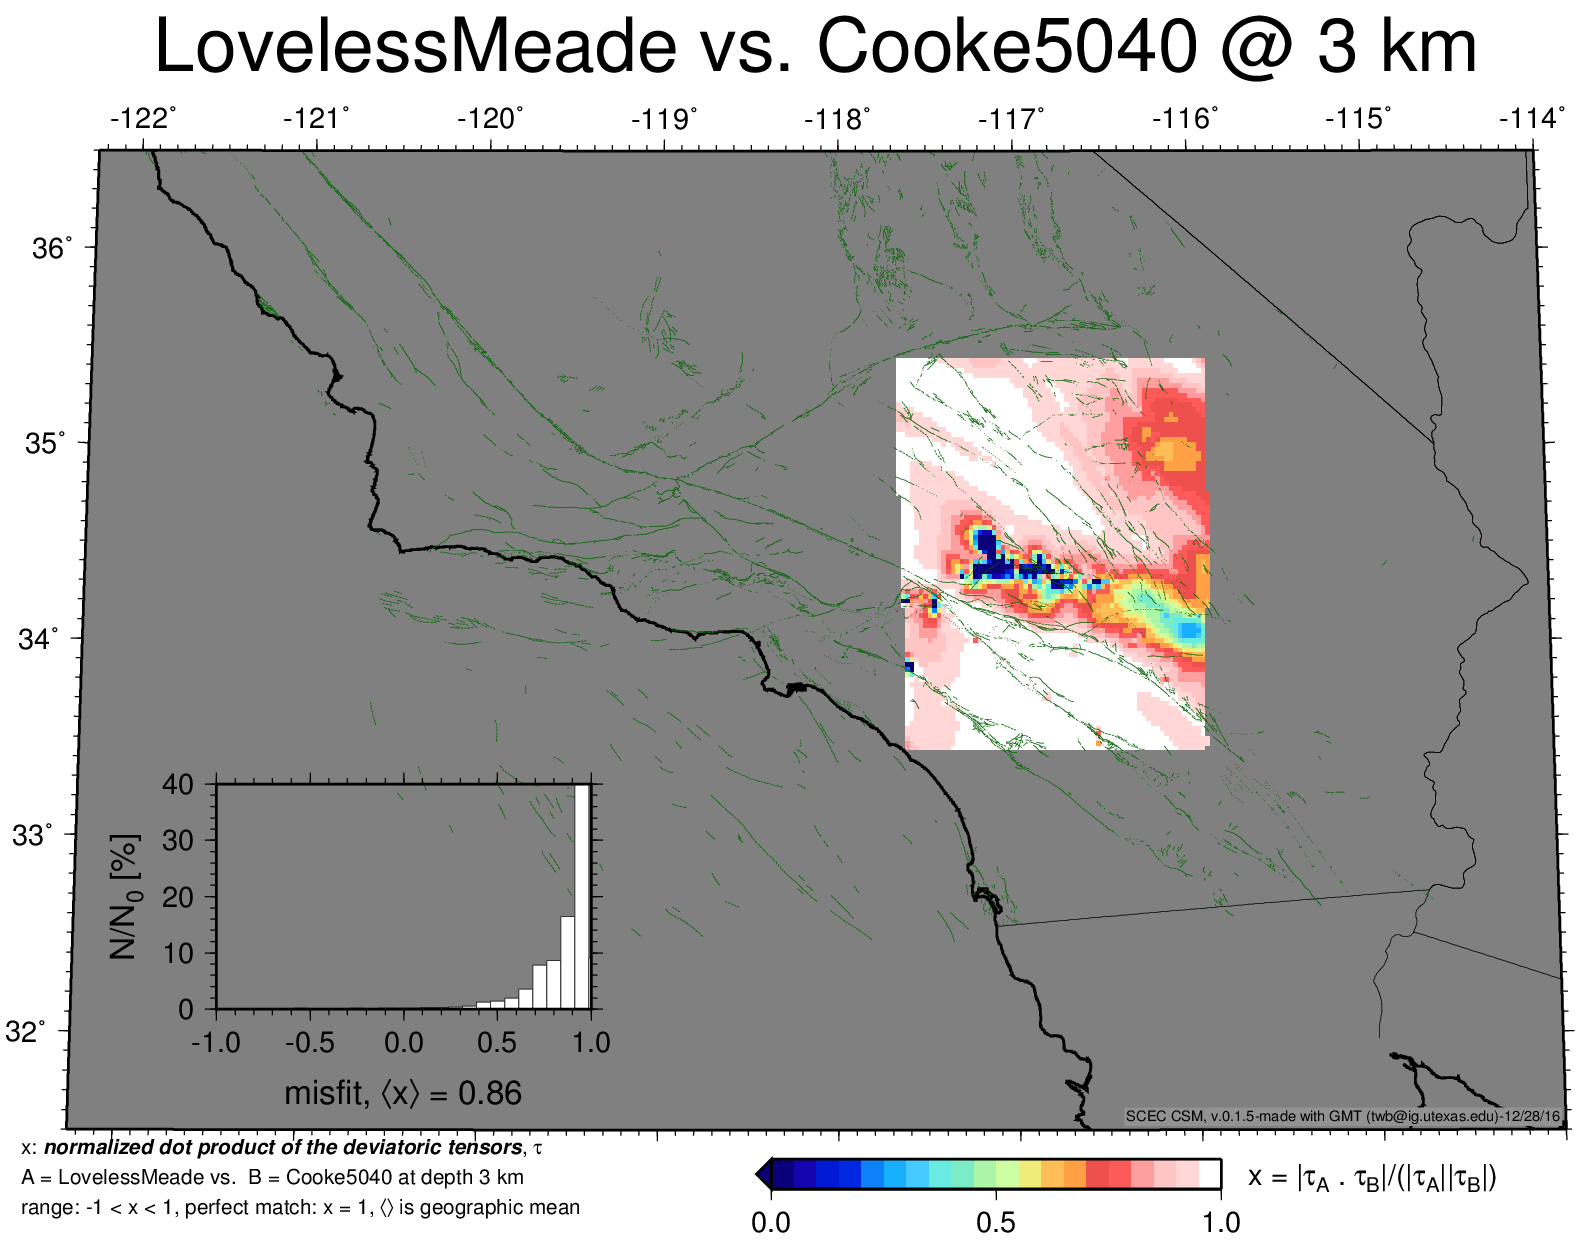 LovelessMeade vs. Cooke5040 @ 3 km
-122˚ -121˚ -120˚ -119˚ -118˚ -117˚ -116˚ -115˚ -114˚
36˚
35˚
34˚
33˚
32˚
40
30
20
10
0
N/N0 [%]
-1.0 -0.5 0.0 0.5 1.0
misfit, ⟨x⟩ = 0.86
SCEC CSM, v.0.1.5-made with GMT (twb@ig.utexas.edu)-12/28/16
x: normalized dot product of the deviatoric tensors, τ
A = LovelessMeade vs. B = Cooke5040 at depth 3 km
range: -1 < x < 1, perfect match: x = 1, ⟨⟩ is geographic mean
x = |τA . τB|/(|τA||τB|)
0.0 0.5 1.0